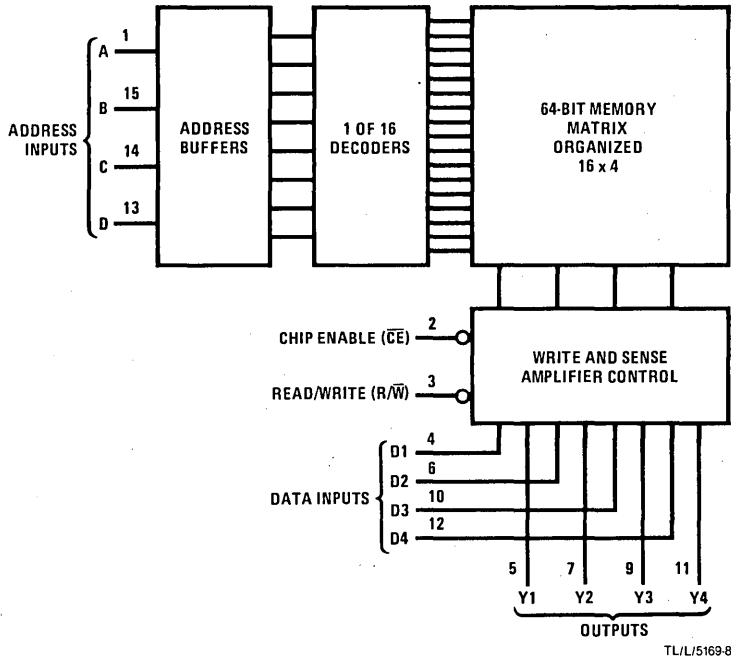 ADDRESS INPUTS
A 1
B 15
C 14
D 13
ADDRESS
BUFFERS
1 OF 16
DECODERS
64-BIT MEMORY
MATRIX
ORGANIZED
16 x 4
CHIP ENABLE (C̅E̅) 2
READ/WRITE (R/W̅) 3
WRITE AND SENSE
AMPLIFIER CONTROL
DATA INPUTS
D1 4
D2 6
D3 10
D4 12
5 7 9 11
Y1 Y2 Y3 Y4
OUTPUTS
TL/L/5169-8